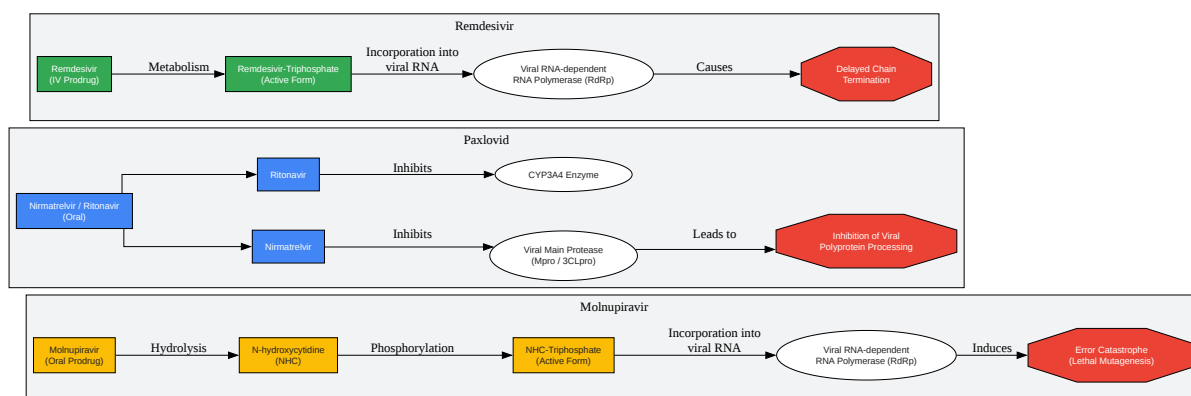 Remdesivir
Remdesivir
(IV Prodrug)
Metabolism
Remdesivir-Triphosphate
(Active Form)
Incorporation into
viral RNA
Viral RNA-dependent
RNA Polymerase (RdRp)
Causes
Delayed Chain
Termination
Paxlovid
Nirmatrelvir / Ritonavir
(Oral)
Ritonavir
Inhibits
CYP3A4 Enzyme
Nirmatrelvir
Inhibits
Viral Main Protease
(Mpro / 3CLpro)
Leads to
Inhibition of Viral
Polyprotein Processing
Molnupiravir
Molnupiravir
(Oral Prodrug)
Hydrolysis
N-hydroxycytidine
(NHC)
Phosphorylation
NHC-Triphosphate
(Active Form)
Incorporation into
viral RNA
Viral RNA-dependent
RNA Polymerase (RdRp)
Induces
Error Catastrophe
(Lethal Mutagenesis)